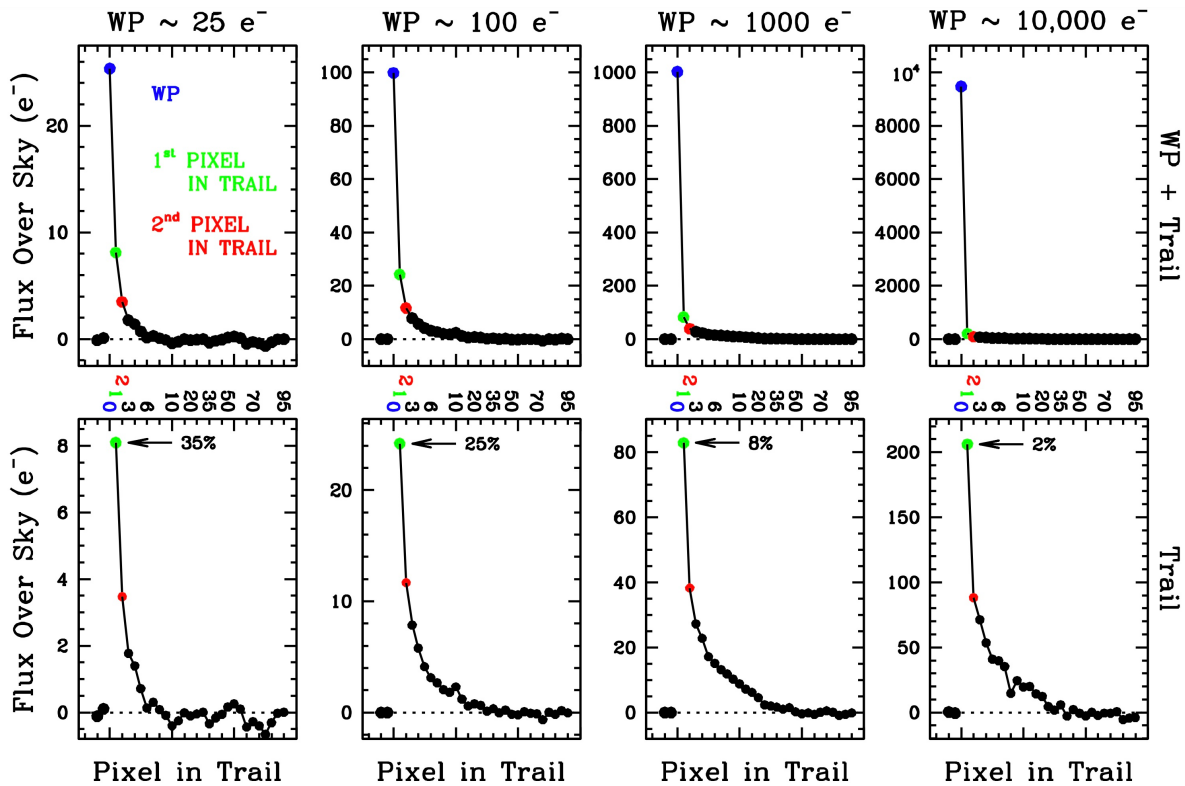 WP ~ 25 e⁻
WP ~ 100 e⁻
WP ~ 1000 e⁻
WP ~ 10,000 e⁻
Flux Over Sky (e⁻)
20
10
0
WP
1st PIXEL
IN TRAIL
2nd PIXEL
IN TRAIL
100
80
60
40
20
0
1000
800
600
400
200
0
10⁴
8000
6000
4000
2000
0
WP + Trail
0 1 2 3 6 10 20 35 50 70 95
0 1 2 3 6 10 20 35 50 70 95
0 1 2 3 6 10 20 35 50 70 95
0 1 2 3 6 10 20 35 50 70 95
Flux Over Sky (e⁻)
8
6
4
2
0
35%
20
10
0
25%
80
60
40
20
0
8%
200
150
100
50
0
2%
Trail
Pixel in Trail
Pixel in Trail
Pixel in Trail
Pixel in Trail